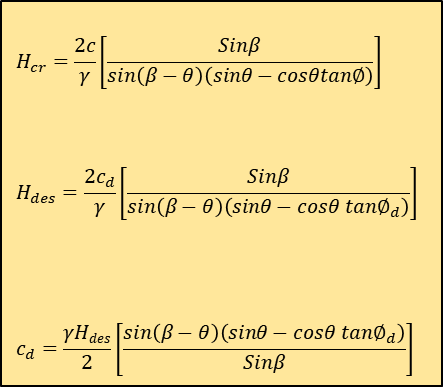 H_cr = 2c/γ [Sinβ / sin(β − θ)(sinθ − cosθtanØ)]
H_des = 2c_d/γ [Sinβ / sin(β − θ)(sinθ − cosθ tanØ_d)]
c_d = γH_des/2 [sin(β − θ)(sinθ − cosθ tanØ_d) / Sinβ]